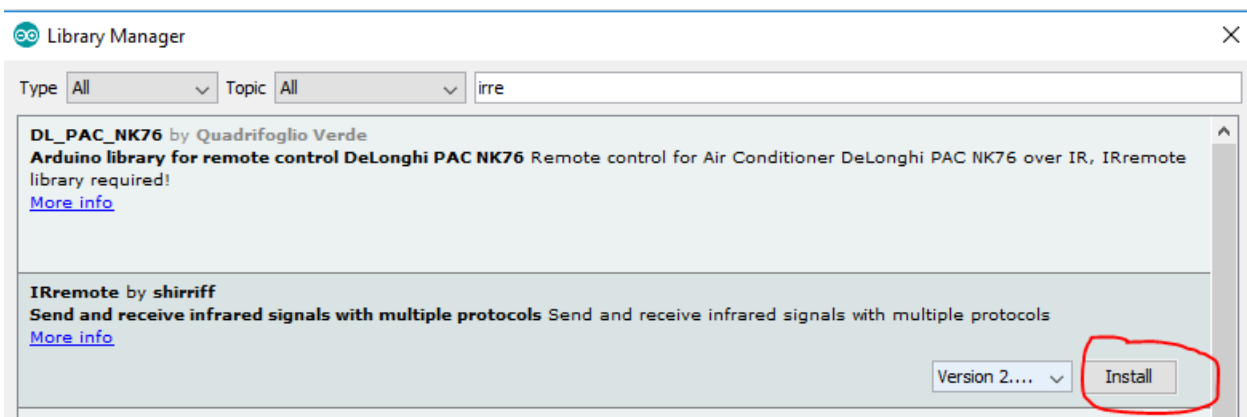 Library Manager
Type All Topic All irre
DL_PAC_NK76 by Quadrifoglio Verde
Arduino library for remote control DeLonghi PAC NK76 Remote control for Air Conditioner DeLonghi PAC NK76 over IR, IRremote
library required!
More info
IRremote by shirriff
Send and receive infrared signals with multiple protocols Send and receive infrared signals with multiple protocols
More info
Version 2.... Install